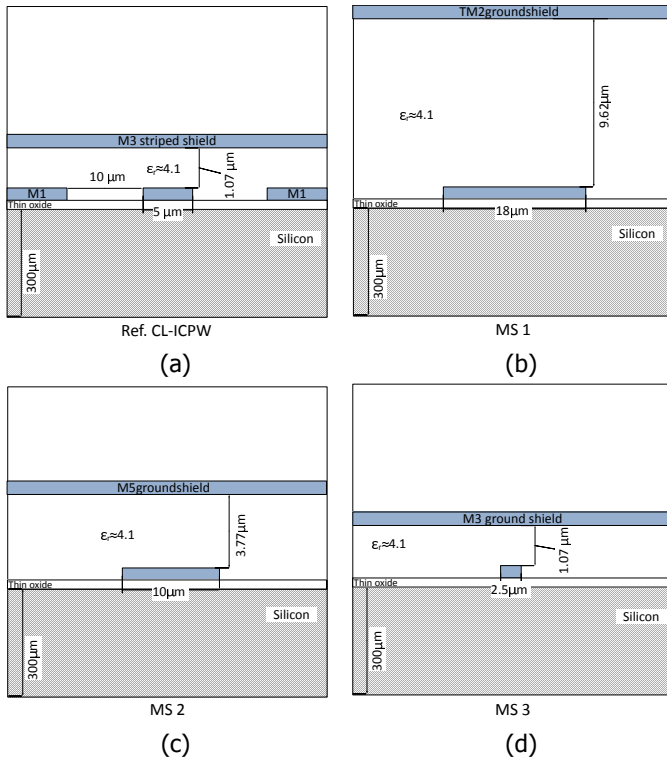 M3 striped shield
εr≈4.1
10 µm
1.07 µm
M1
M1
Thin oxide
5 µm
Silicon
300µm
Ref. CL-ICPW
(a)
TM2groundshield
εr≈4.1
9.62µm
Thin oxide
18µm
Silicon
300µm
MS 1
(b)
M5groundshield
εr≈4.1
3.77µm
Thin oxide
10µm
Silicon
300µm
MS 2
(c)
M3 ground shield
εr≈4.1
1.07 µm
Thin oxide
2.5µm
Silicon
300µm
MS 3
(d)